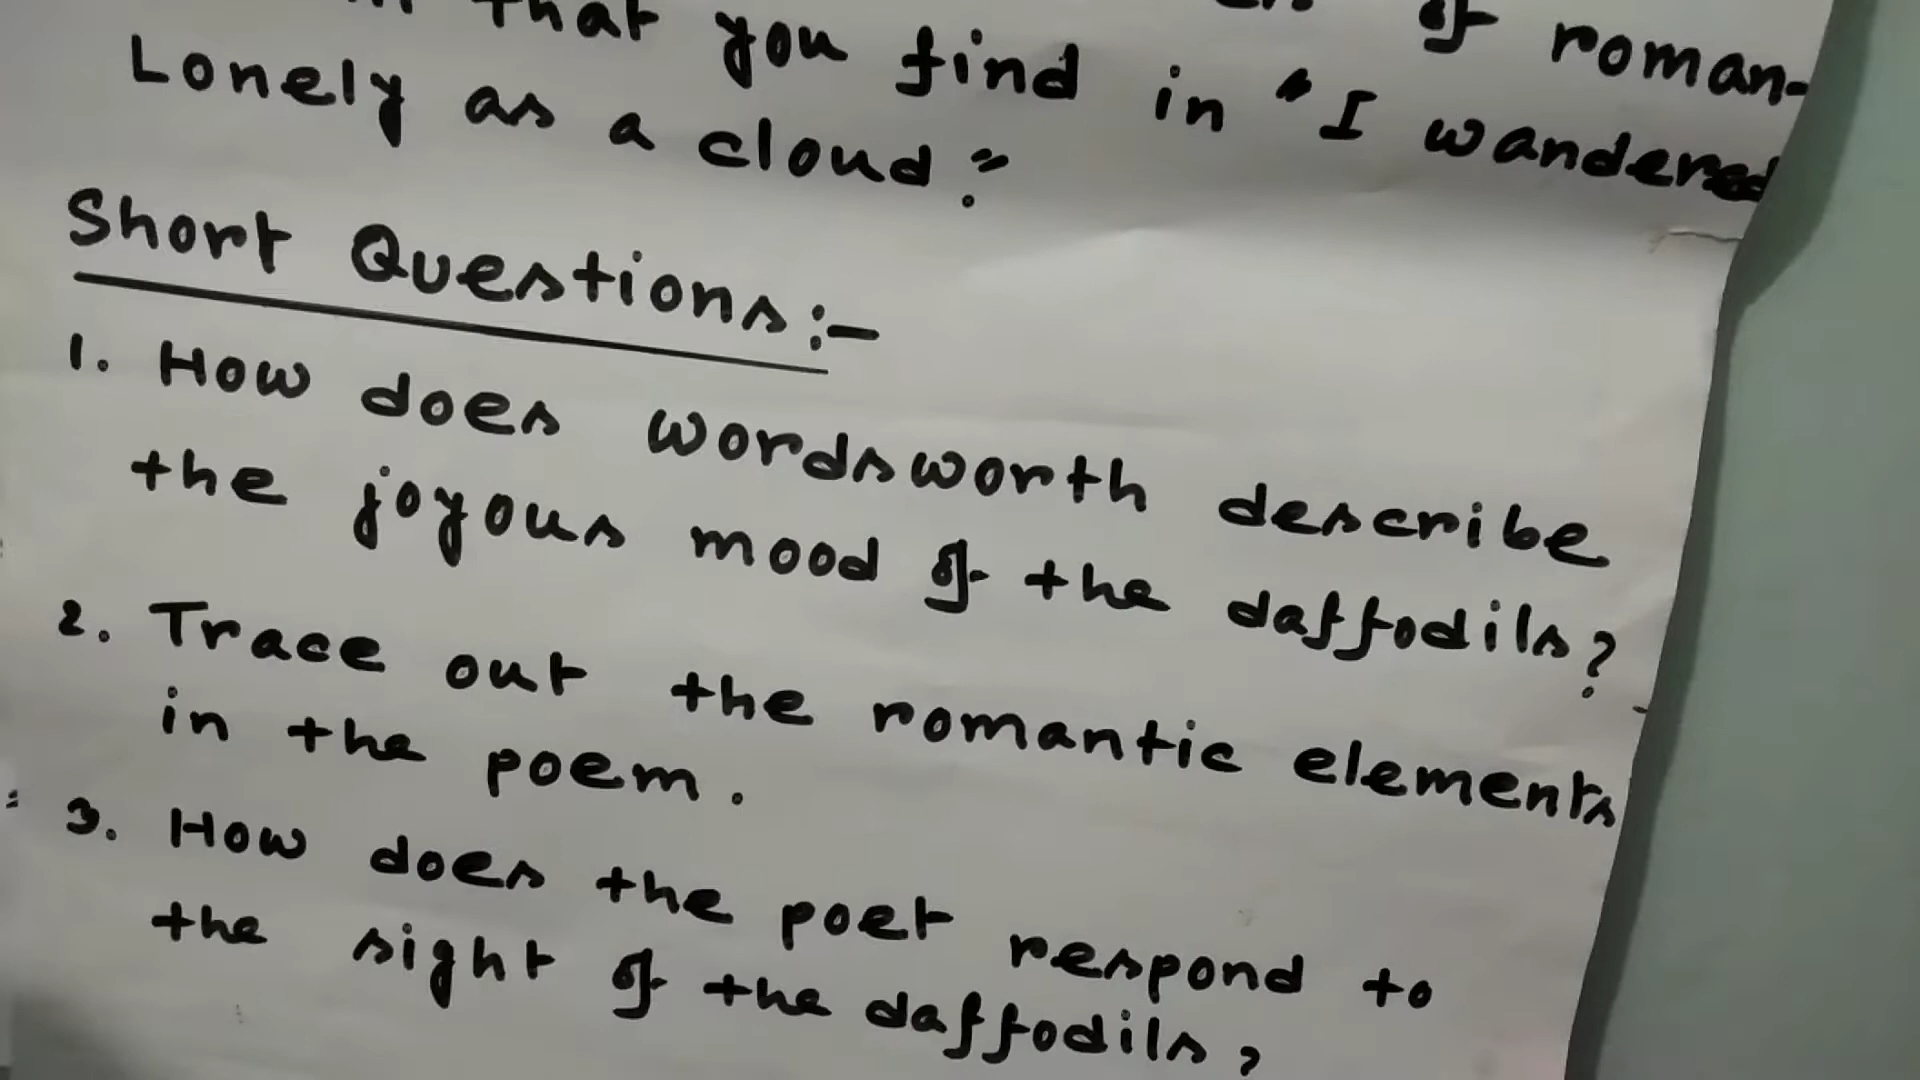 that you find in "I wandered
Lonely as a cloud?"
Short Questions:-
1. How does wordsworth describe
the joyous mood of the daffodils?
2. Trace out the romantic elements
in the poem.
3. How does the poet respond to
the sight of the daffodils?
of roman-